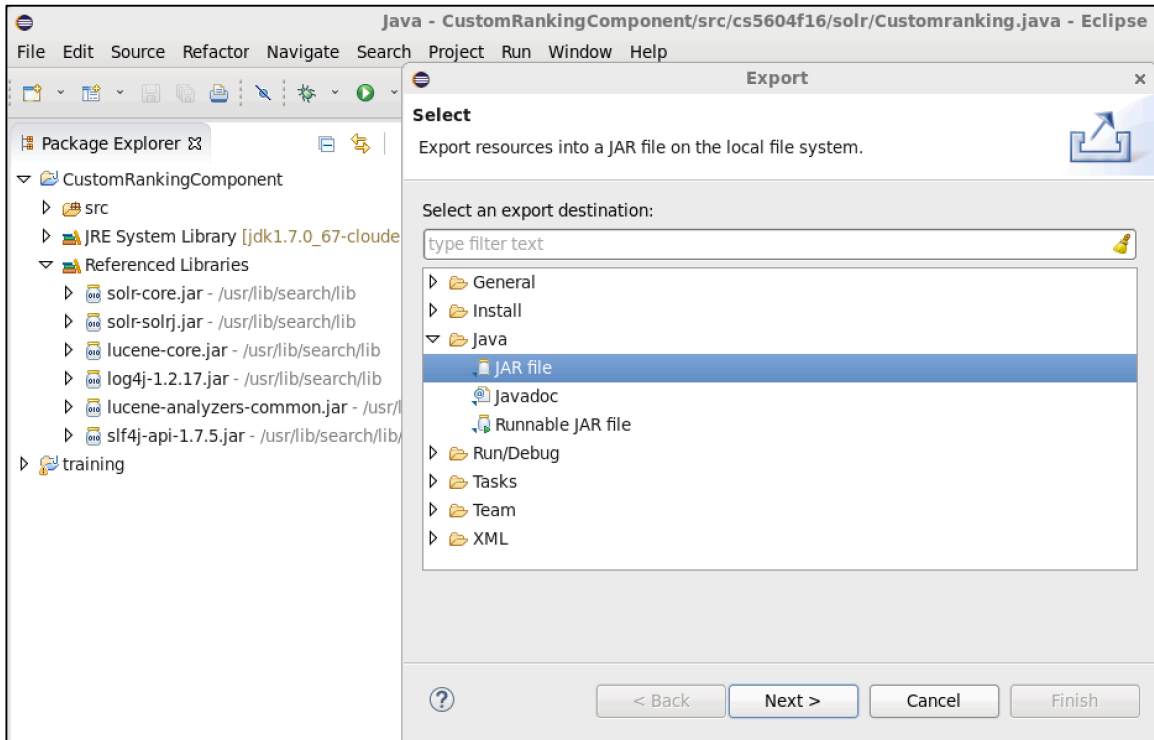 Java - CustomRankingComponent/src/cs5604f16/solr/Customranking.java - Eclipse
File Edit Source Refactor Navigate Search Project Run Window Help
Package Explorer
CustomRankingComponent
src
JRE System Library [jdk1.7.0_67-cloude
Referenced Libraries
solr-core.jar - /usr/lib/search/lib
solr-solrj.jar - /usr/lib/search/lib
lucene-core.jar - /usr/lib/search/lib
log4j-1.2.17.jar - /usr/lib/search/lib
lucene-analyzers-common.jar - /usr/l
slf4j-api-1.7.5.jar - /usr/lib/search/lib/
training
Export
Select
Export resources into a JAR file on the local file system.
Select an export destination:
type filter text
General
Install
Java
JAR file
Javadoc
Runnable JAR file
Run/Debug
Tasks
Team
XML
< Back Next > Cancel Finish